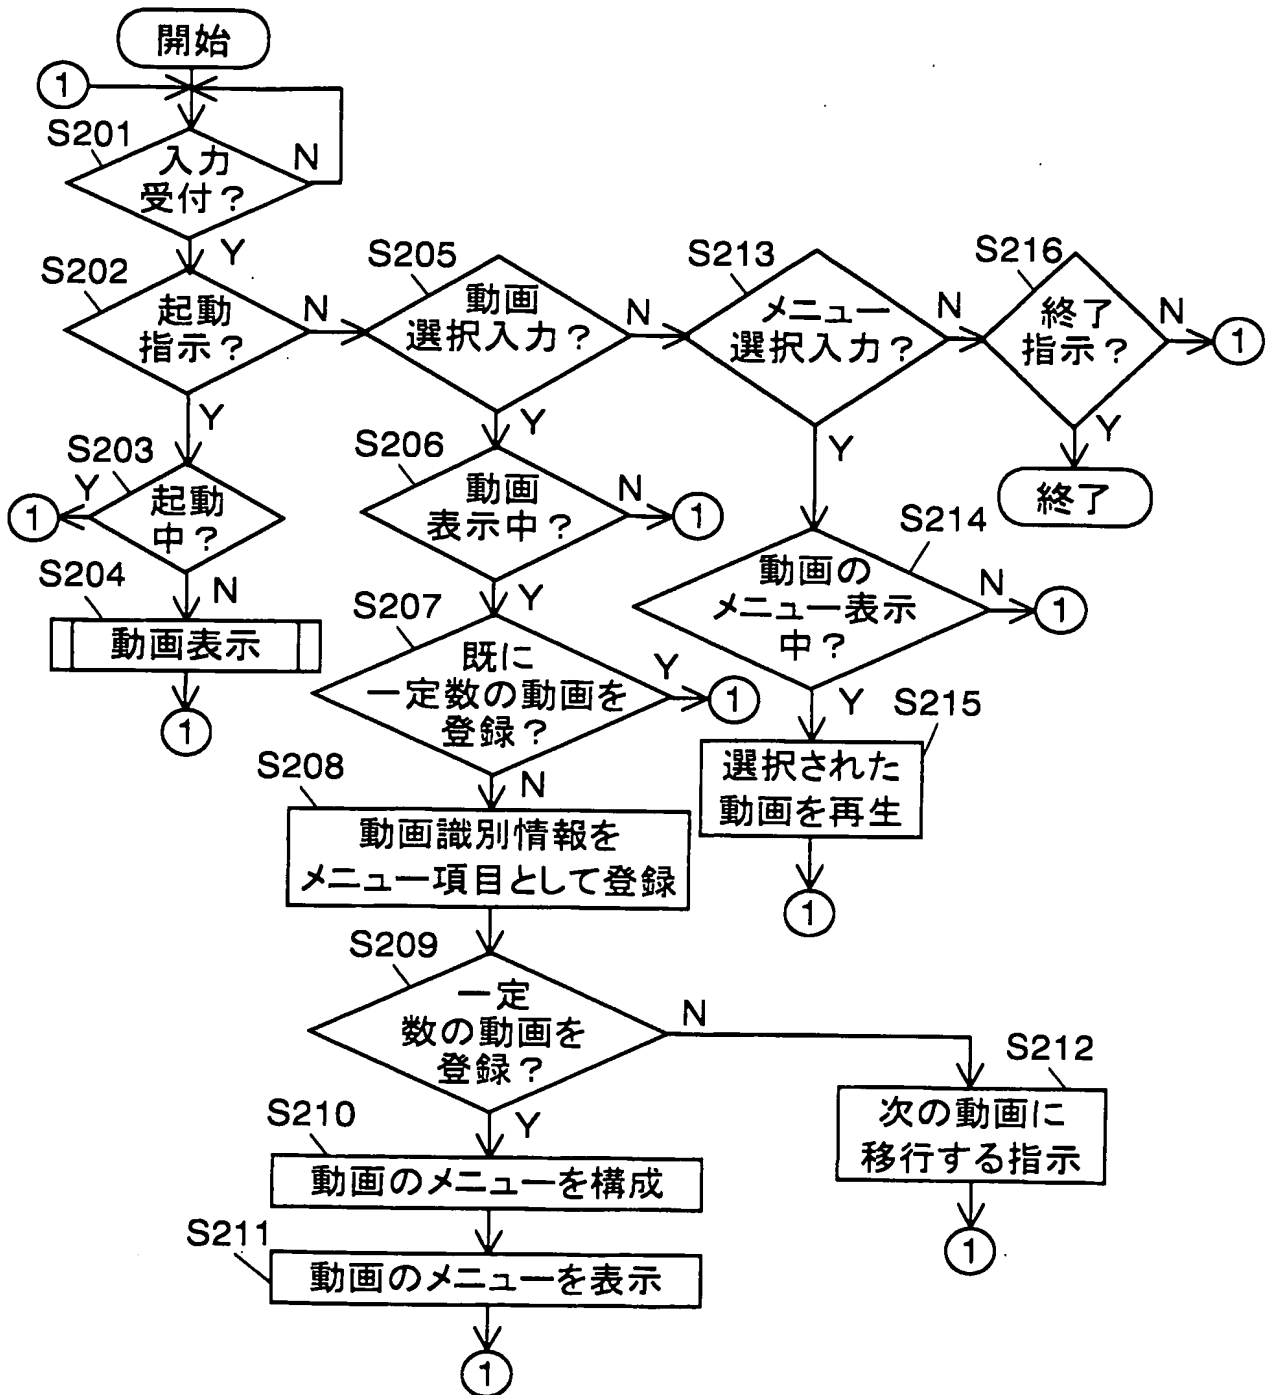 開始
1
S201
入力
受付？
N
Y
S202
起動
指示？
N
Y
S205
動画
選択入力？
N
Y
S213
メニュー
選択入力？
N
Y
S216
終了
指示？
N
1
Y
終了
S203
起動
中？
Y
1
N
S204
動画表示
1
S206
動画
表示中？
N
1
Y
S207
既に
一定数の動画を
登録？
Y
1
N
S214
動画の
メニュー表示
中？
N
1
Y
S215
選択された
動画を再生
1
S208
動画識別情報を
メニュー項目として登録
S209
一定
数の動画を
登録？
N
Y
S212
次の動画に
移行する指示
1
S210
動画のメニューを構成
S211
動画のメニューを表示
1